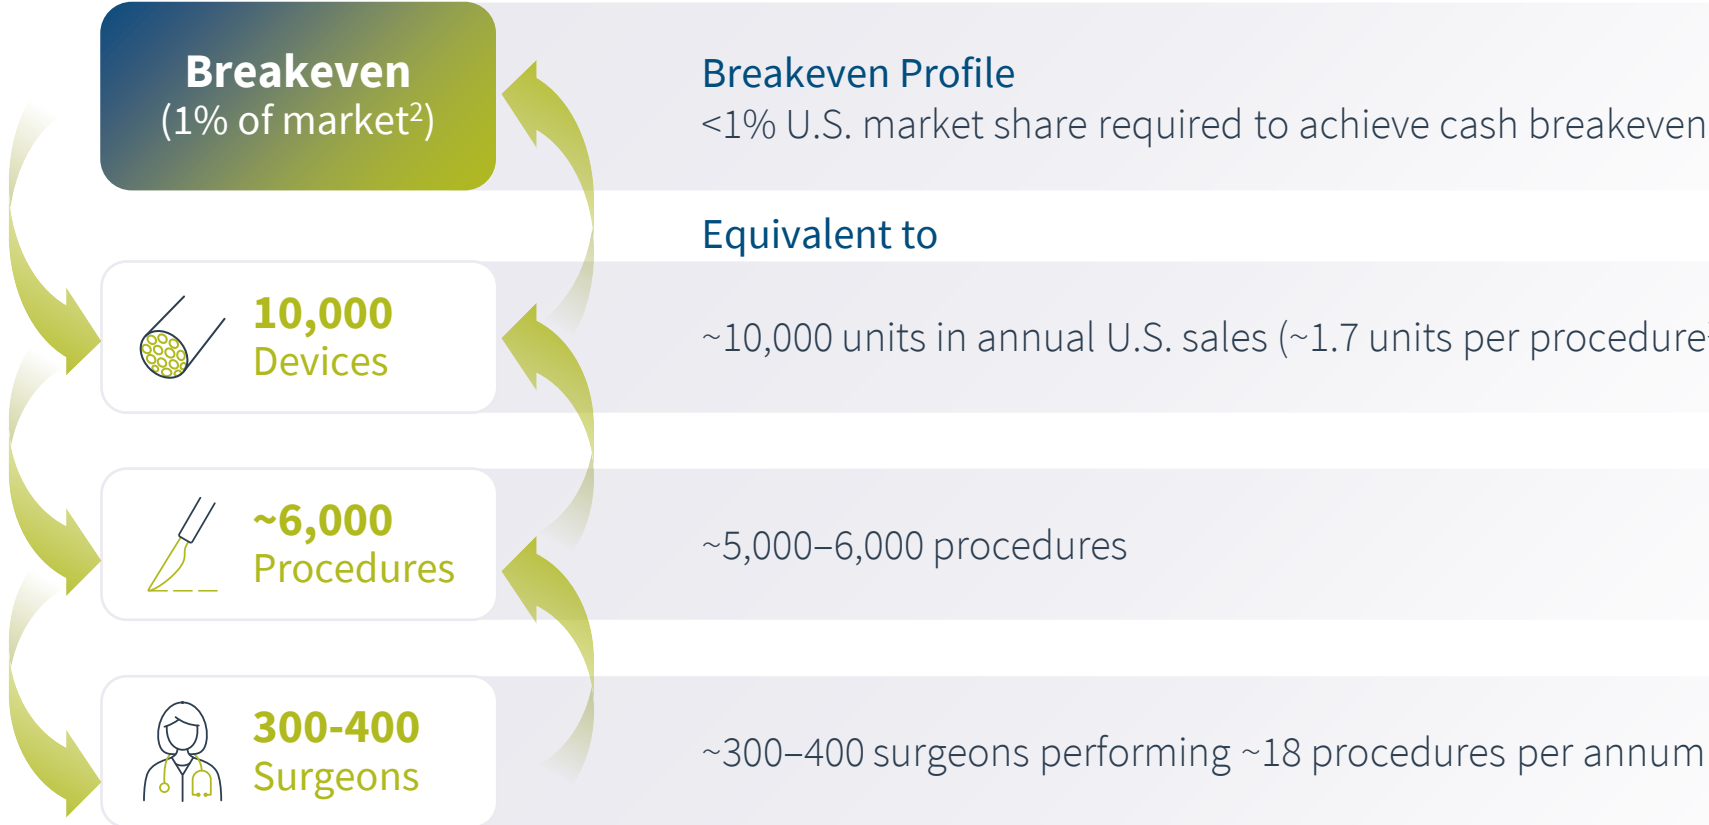 Breakeven
(1% of market²)
Breakeven Profile
<1% U.S. market share required to achieve cash breakeven
Equivalent to
10,000
Devices
~10,000 units in annual U.S. sales (~1.7 units per procedure
~6,000
Procedures
~5,000–6,000 procedures
300-400
Surgeons
~300–400 surgeons performing ~18 procedures per annum